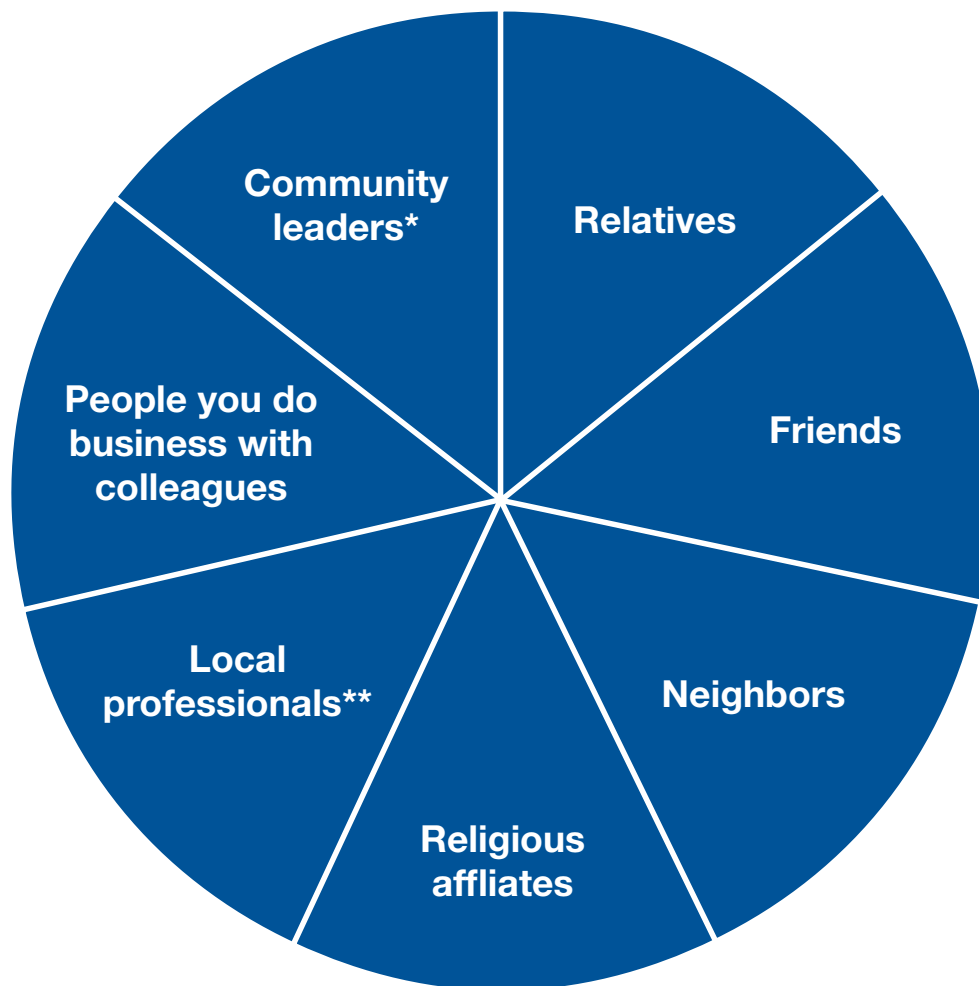 Community
leaders*
Relatives
People you do
business with
colleagues
Friends
Local
professionals**
Neighbors
Religious
affliates